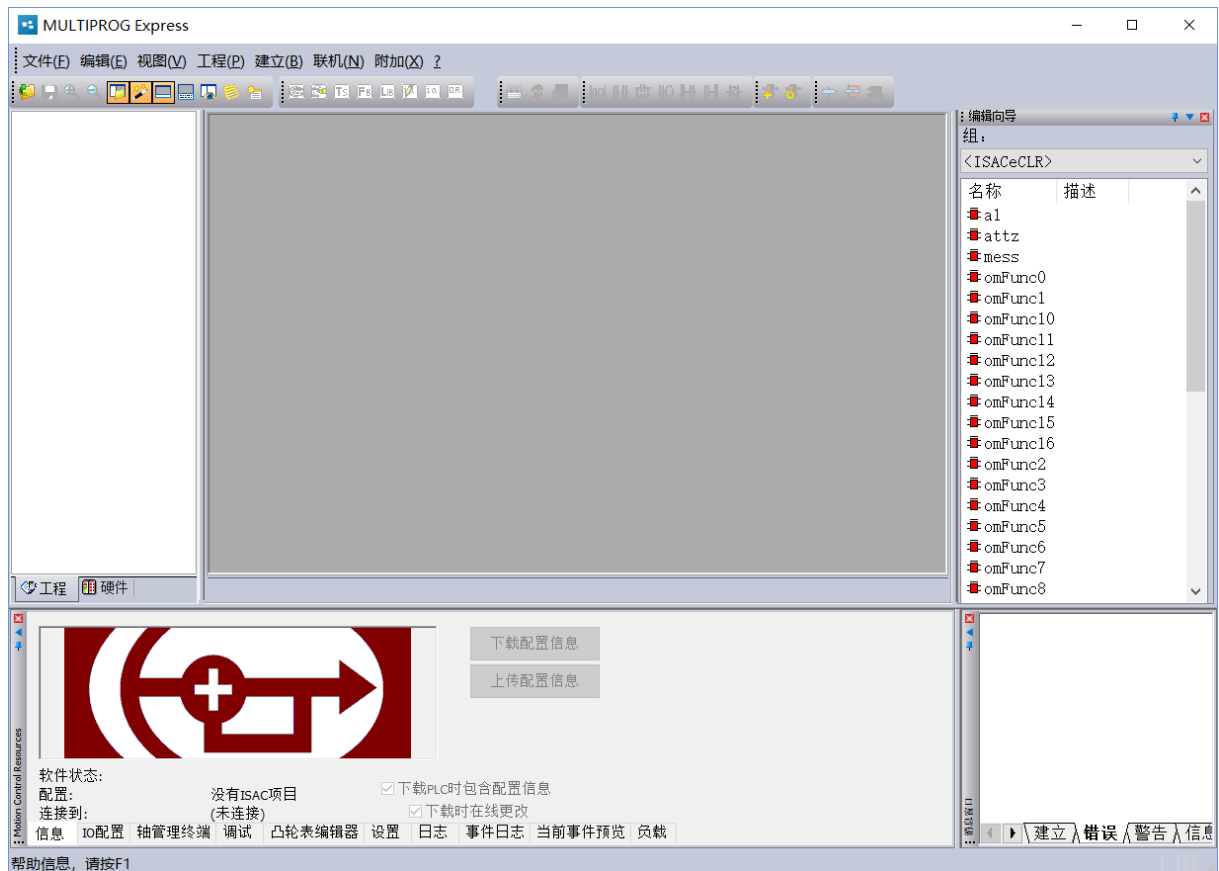 MULTIPROG Express
文件(F) 编辑(E) 视图(V) 工程(P) 建立(B) 联机(N) 附加(X) ?
TS FB LIB
编辑向导
组:
<ISACeCLR>
名称 描述
a1
attz
mess
omFunc0
omFunc1
omFunc10
omFunc11
omFunc12
omFunc13
omFunc14
omFunc15
omFunc16
omFunc2
omFunc3
omFunc4
omFunc5
omFunc6
omFunc7
omFunc8
工程 硬件
Motion Control Resources
下载配置信息
上传配置信息
软件状态:
配置: 没有ISAC项目
连接到: (未连接)
下载PLC时包含配置信息
下载时在线更改
信息 IO配置 轴管理终端 调试 凸轮表编辑器 设置 日志 事件日志 当前事件预览 负载
建立 错误 警告 信息
帮助信息, 请按F1